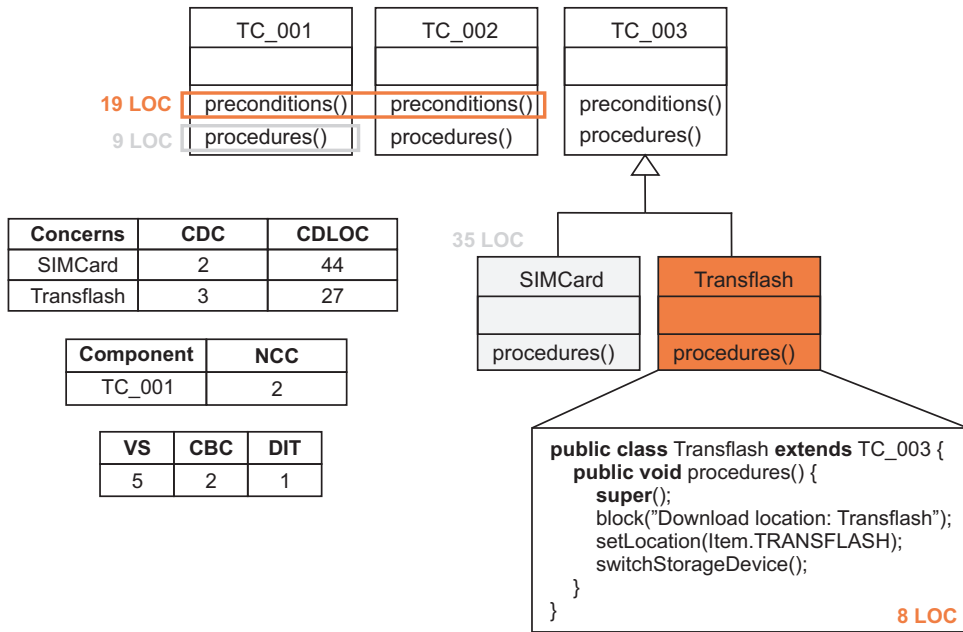 TC_001
TC_002
TC_003
19 LOC
preconditions()
preconditions()
preconditions()
9 LOC
procedures()
procedures()
procedures()
Concerns CDC CDLOC
SIMCard 2 44
Transflash 3 27
Component NCC
TC_001 2
VS CBC DIT
5 2 1
35 LOC
SIMCard
Transflash
procedures()
procedures()
public class Transflash extends TC_003 {
public void procedures() {
super();
block(”Download location: Transflash”);
setLocation(Item.TRANSFLASH);
switchStorageDevice();
}
}
8 LOC